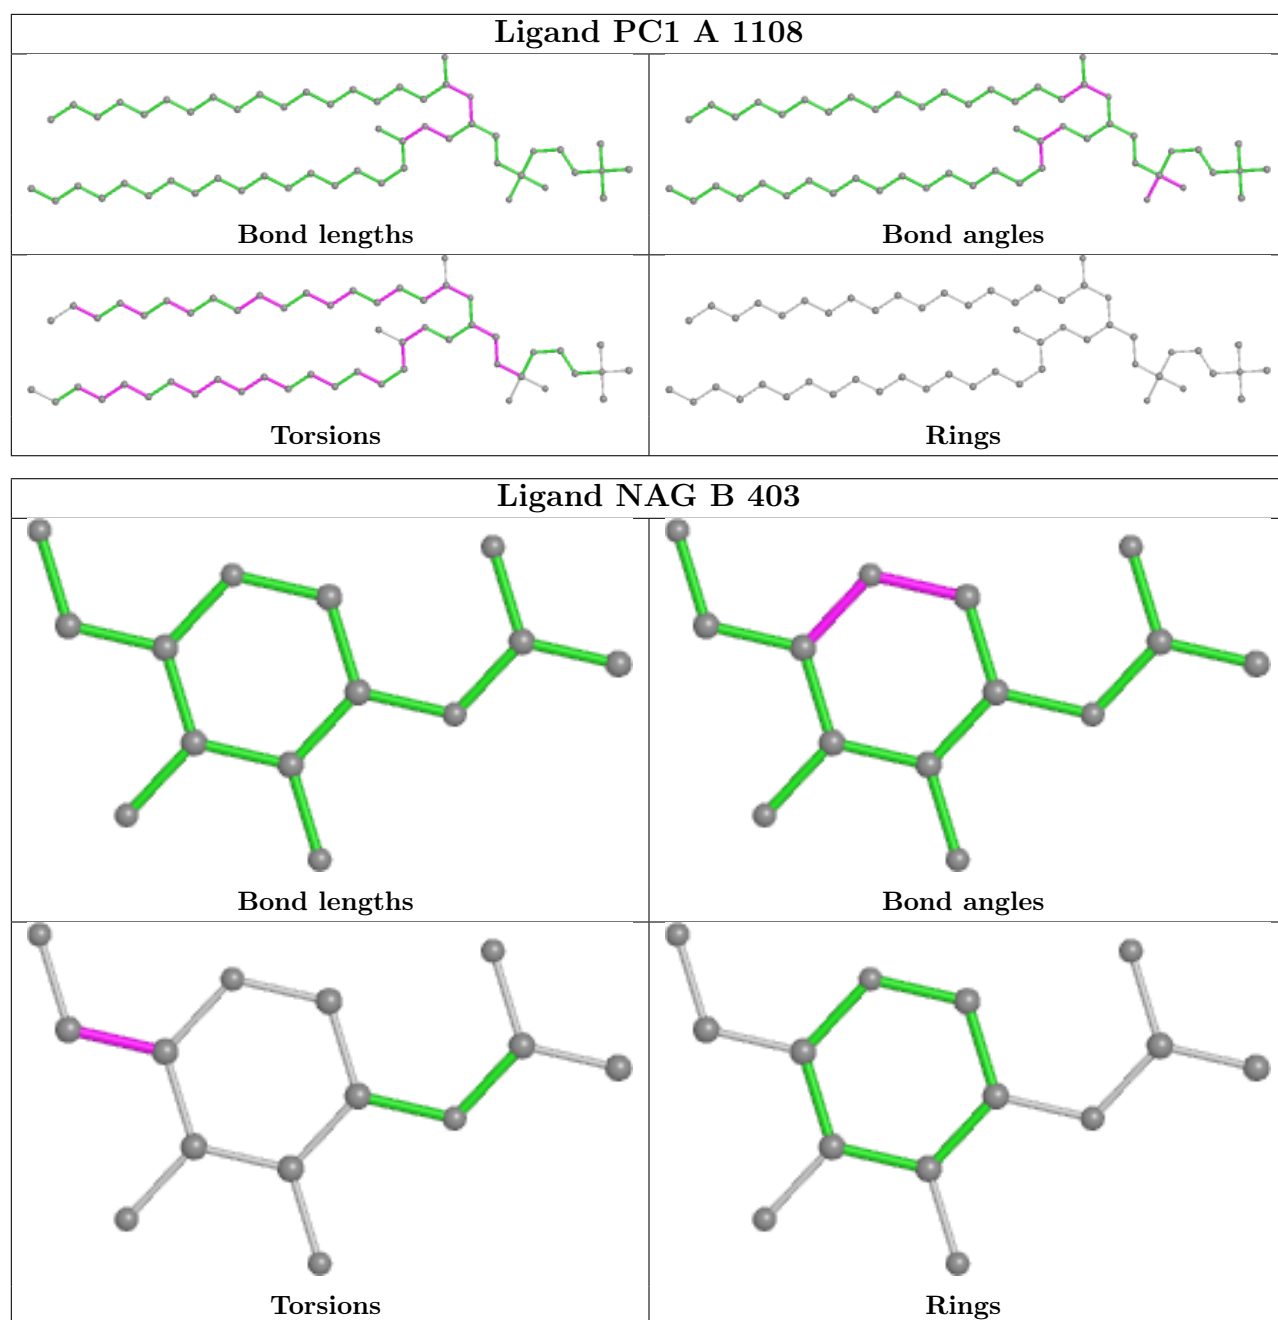 Ligand PC1 A 1108
Bond lengths
Bond angles
Torsions
Rings
Ligand NAG B 403
Bond lengths
Bond angles
Torsions
Rings